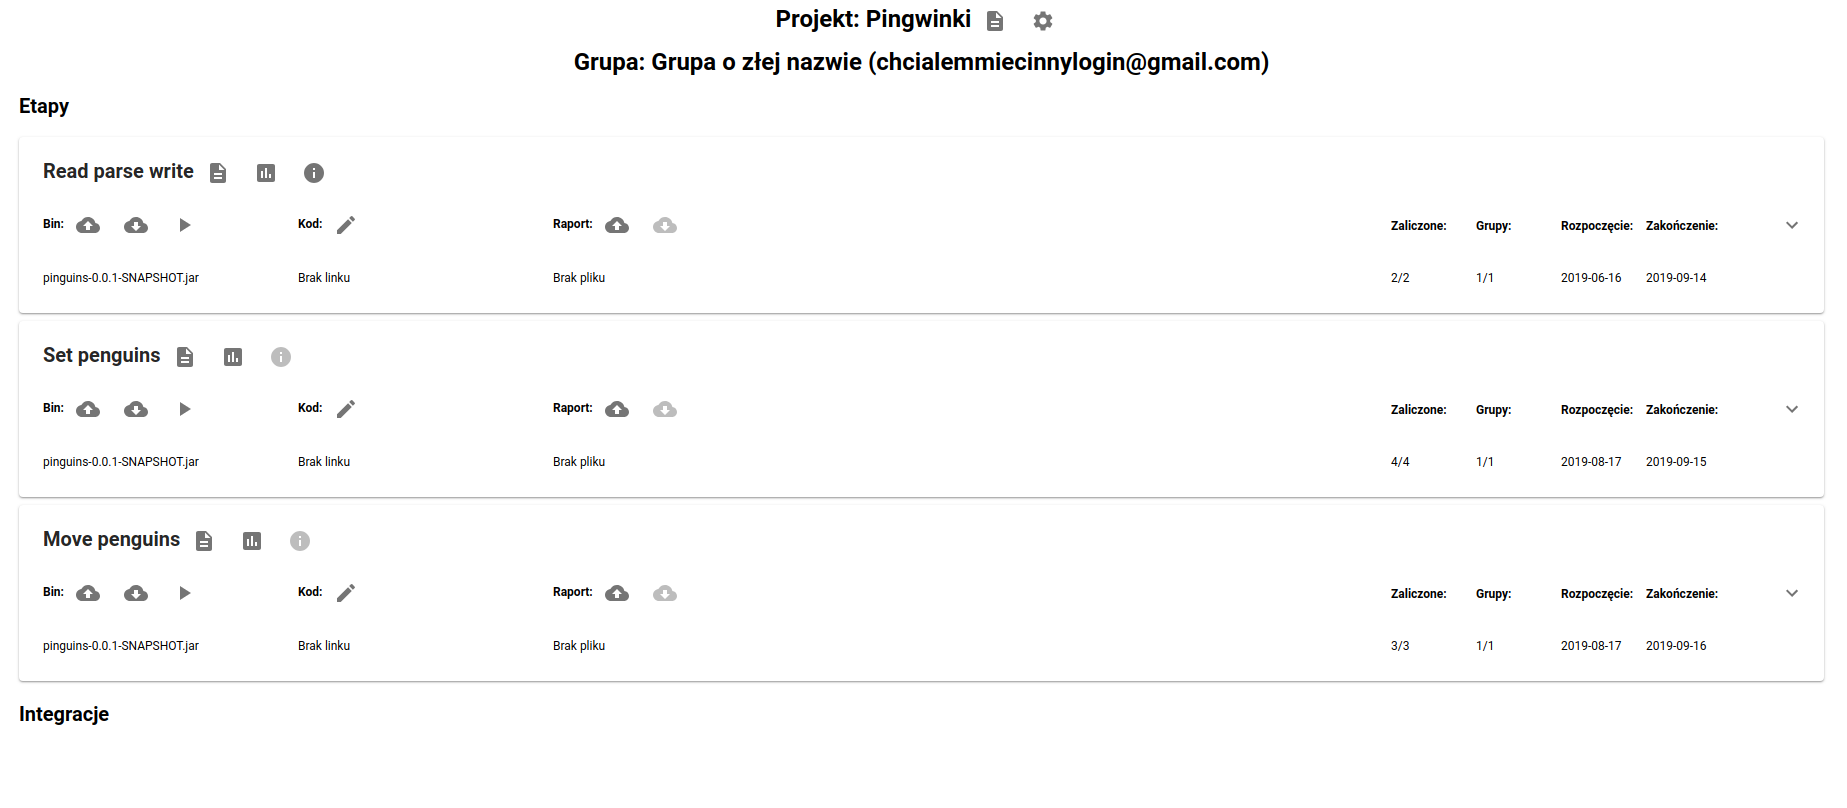 Projekt: Pingwinki
Grupa: Grupa o złej nazwie (chcialemmiecinnylogin@gmail.com)
Etapy
Read parse write
Bin: Kod: Raport: Zaliczone: Grupy: Rozpoczęcie: Zakończenie:
pinguins-0.0.1-SNAPSHOT.jar Brak linku Brak pliku 2/2 1/1 2019-06-16 2019-09-14
Set penguins
Bin: Kod: Raport: Zaliczone: Grupy: Rozpoczęcie: Zakończenie:
pinguins-0.0.1-SNAPSHOT.jar Brak linku Brak pliku 4/4 1/1 2019-08-17 2019-09-15
Move penguins
Bin: Kod: Raport: Zaliczone: Grupy: Rozpoczęcie: Zakończenie:
pinguins-0.0.1-SNAPSHOT.jar Brak linku Brak pliku 3/3 1/1 2019-08-17 2019-09-16
Integracje